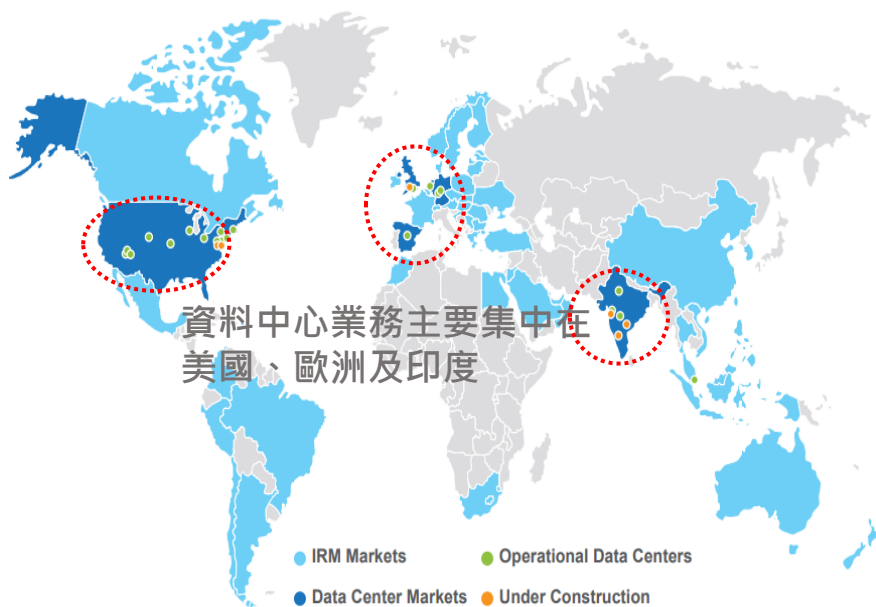 資料中心業務主要集中在
美國、歐洲及印度
IRM Markets
Operational Data Centers
Data Center Markets
Under Construction